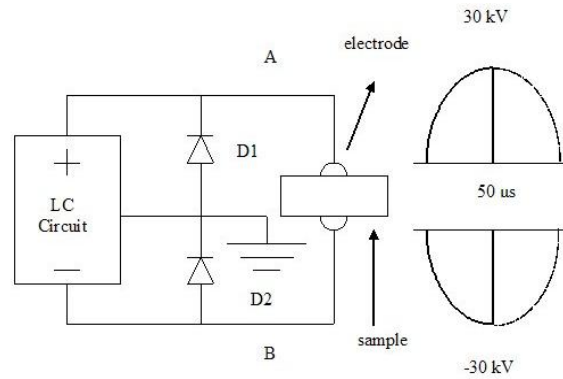 30 kV
electrode
A
D1
+
LC
Circuit
−
50 us
D2
sample
B
-30 kV